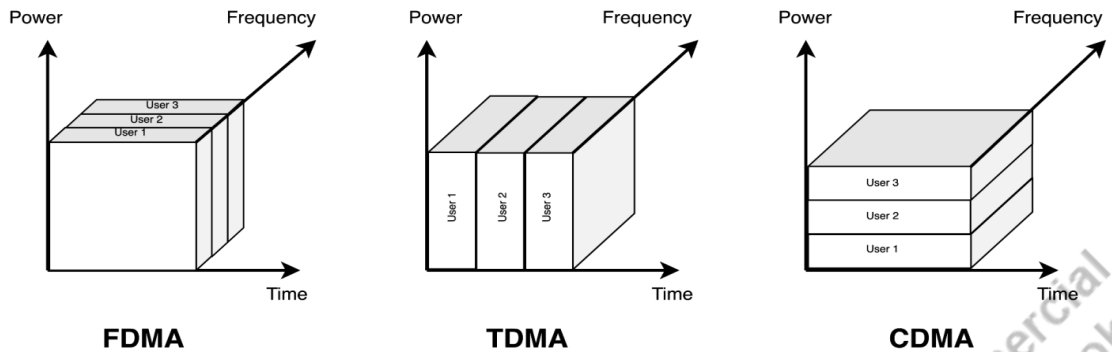 Power
Frequency
User 3
User 2
User 1
Time
FDMA
Power
Frequency
User 1
User 2
User 3
Time
TDMA
Power
Frequency
User 3
User 2
User 1
Time
CDMA